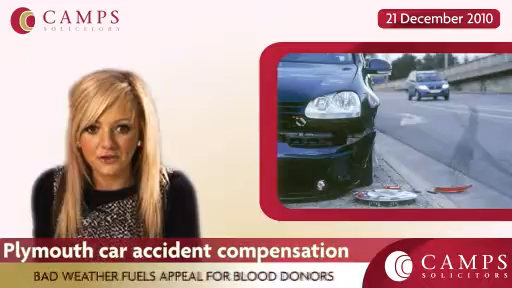 CAMPS
SOLICITORS
21 December 2010
Plymouth car accident compensation
BAD WEATHER FUELS APPEAL FOR BLOOD DONORS
CAMPS
SOLICITORS